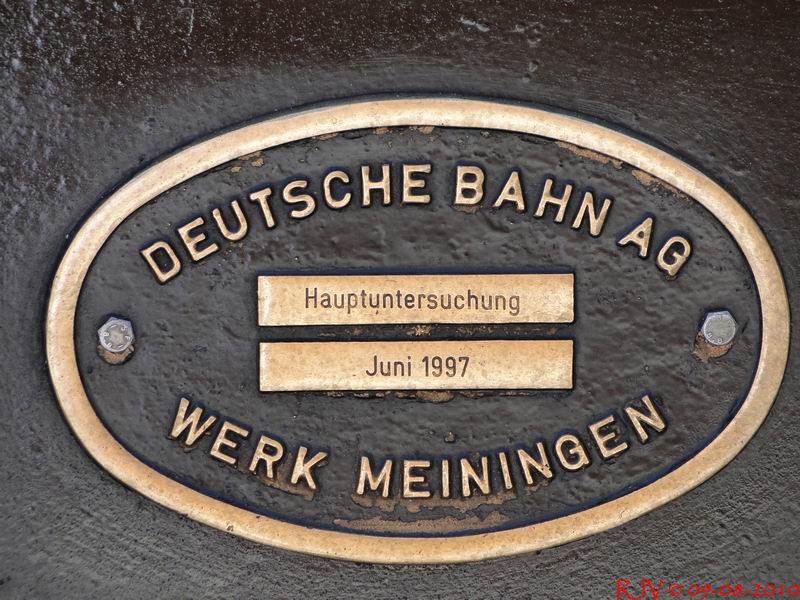 DEUTSCHE BAHN AG
Hauptuntersuchung
Juni 1997
WERK MEININGEN
RJV © 09-08-2010